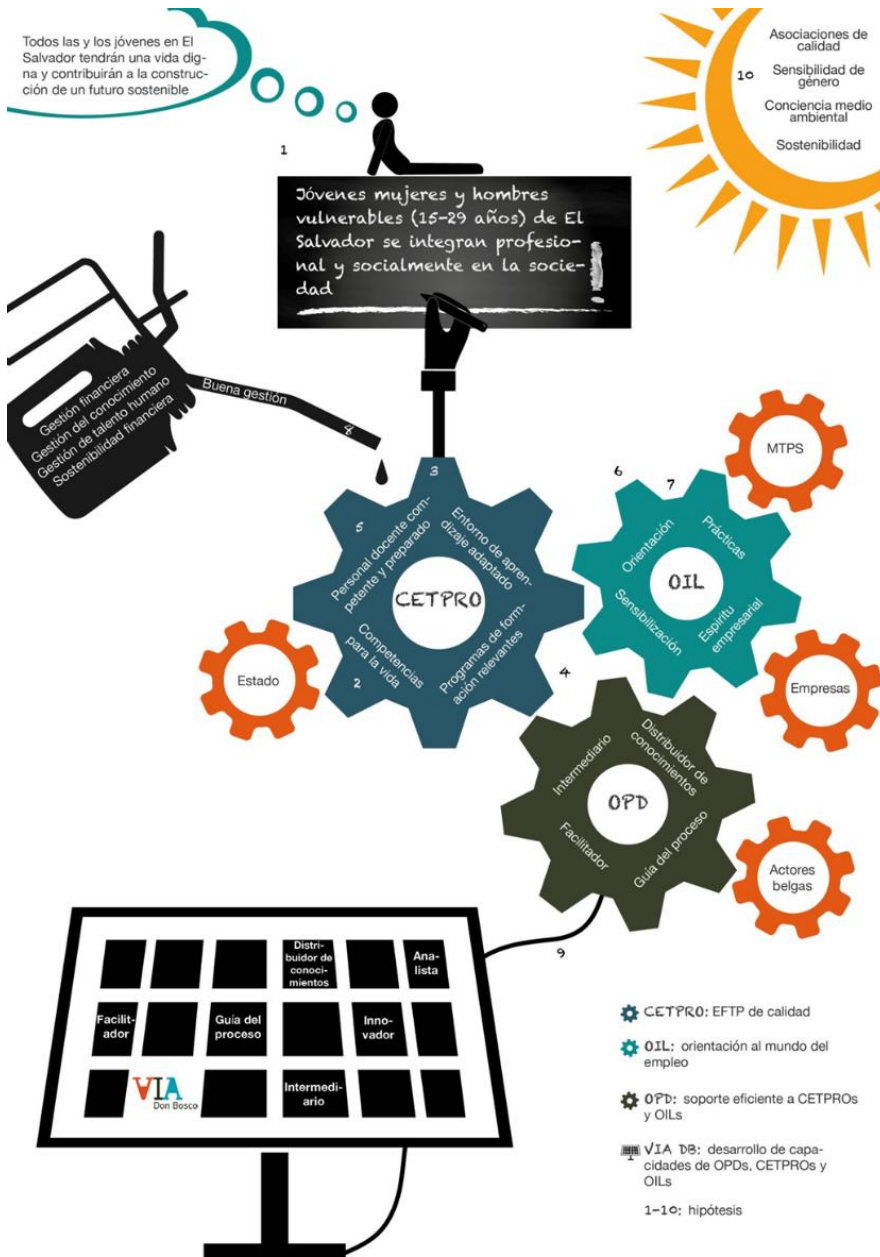 Todos las y los jóvenes en El
Salvador tendrán una vida dig-
na y contribuirán a la construc-
ción de un futuro sostenible
Asociaciones de
calidad
10
Sensibilidad de
género
Conciencia medio
ambiental
Sostenibilidad
1
Jóvenes mujeres y hombres
vulnerables (15-29 años) de El
Salvador se integran profesio-
nal y socialmente en la socie-
dad
!
Gestión financiera
Gestión del conocimiento
Gestión de talento humano
Sostenibilidad financiera
Buena gestión
8
MTPS
3
5
Personal docente com-
petente y preparado
Entorno de apren-
dizaje adaptado
CETPRO
Competencias
para la vida
2
Programas de form-
ación relevantes
4
6
7
Orientación
Prácticas
OIL
Sensibilización
Espíritu
empresarial
Estado
Empresas
Intermediario
Distribuidor de
conocimientos
OPD
Facilitador
Guía del proceso
Actores
belgas
9
Distri-
buidor de
conoci-
mientos
Ana-
lista
Facilit-
ador
Guía del
proceso
Inno-
vador
VIA
Don Bosco
Intermedi-
ario
CETPRO: EFTP de calidad
OIL: orientación al mundo del
empleo
OPD: soporte eficiente a CETPROs
y OILs
VIA DB: desarrollo de capa-
cidades de OPDs, CETPROs y
OILs
1-10: hipótesis